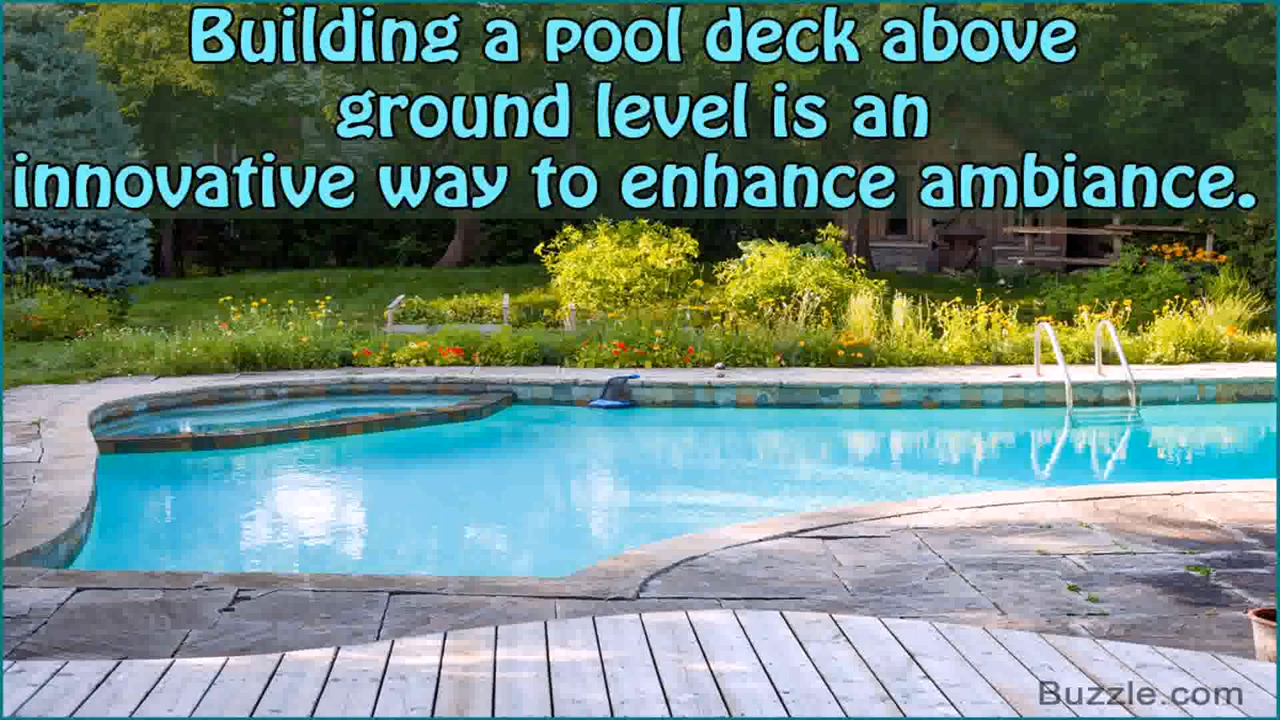 Building a pool deck above
ground level is an
innovative way to enhance ambiance.
Buzzle.com